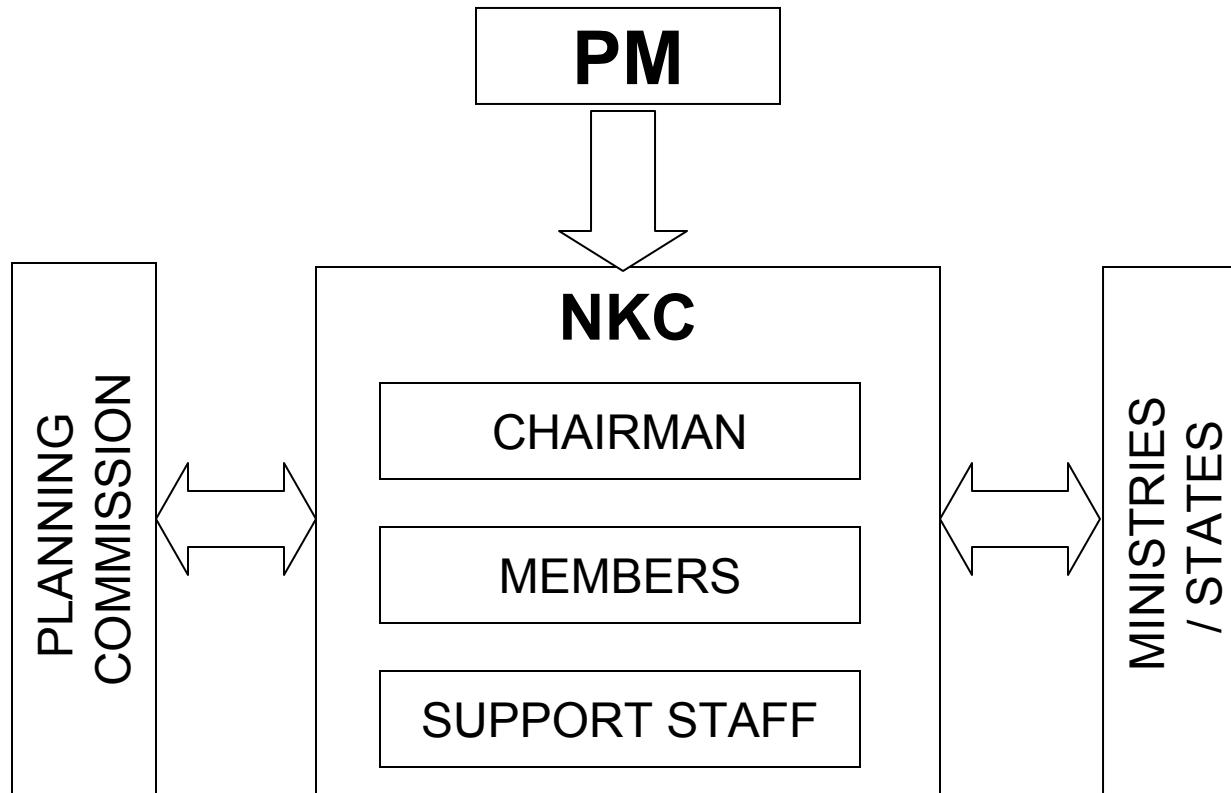 PM
NKC
PLANNING
COMMISSION
CHAIRMAN
MEMBERS
SUPPORT STAFF
MINISTRIES
/ STATES